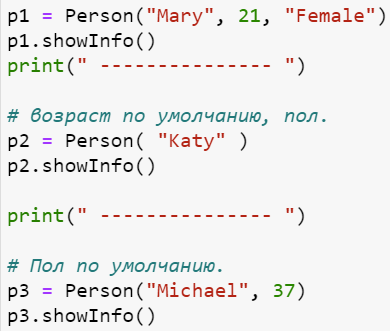 p1 = Person("Mary", 21, "Female")
p1.showInfo()
print(" --------------- ")
# возраст по умолчанию, пол.
p2 = Person( "Katy" )
p2.showInfo()
print(" --------------- ")
# Пол по умолчанию.
p3 = Person("Michael", 37)
p3.showInfo()